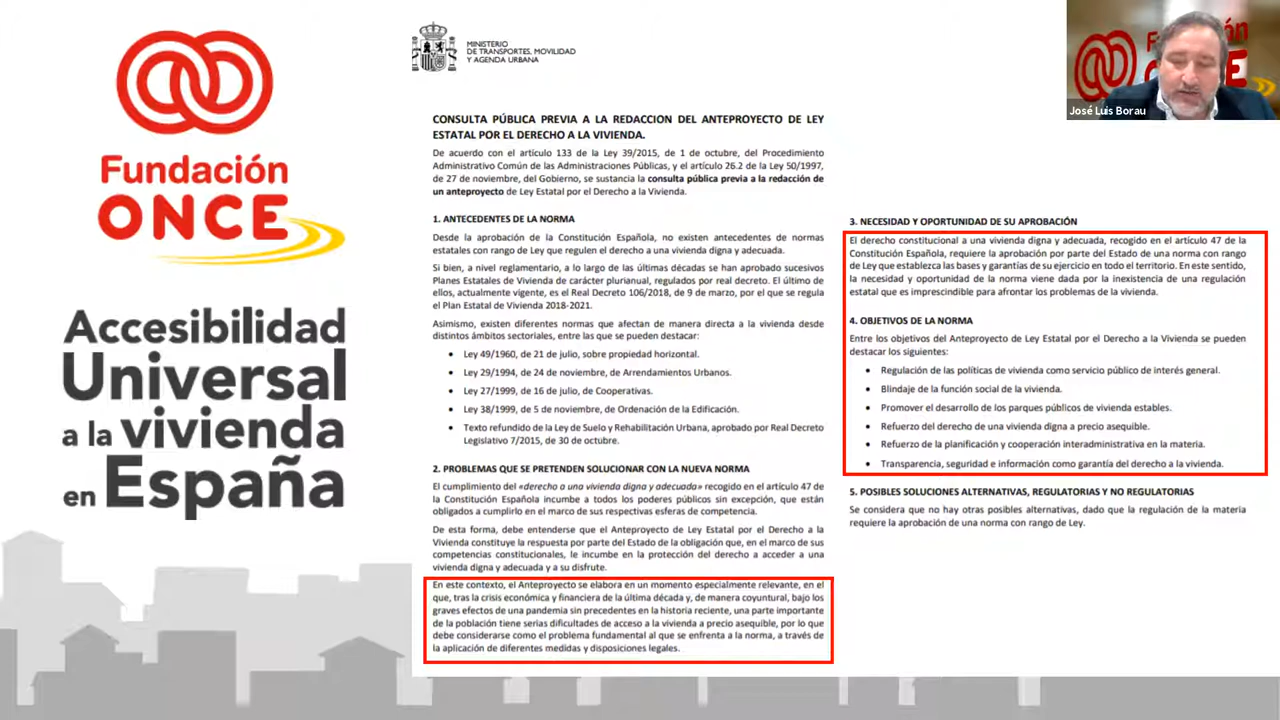 Fundación
ONCE
Accesibilidad
Universal
a la vivienda
en España
MINISTERIO
DE TRANSPORTES, MOVILIDAD
Y AGENDA URBANA
CONSULTA PÚBLICA PREVIA A LA REDACCION DEL ANTEPROYECTO DE LEY
ESTATAL POR EL DERECHO A LA VIVIENDA.
De acuerdo con el artículo 133 de la Ley 39/2015, de 1 de octubre, del Procedimiento
Administrativo Común de las Administraciones Públicas, y el artículo 26.2 de la Ley 50/1997,
de 27 de noviembre, del Gobierno, se sustancia la consulta pública previa a la redacción de
un anteproyecto de Ley Estatal por el Derecho a la Vivienda.
1. ANTECEDENTES DE LA NORMA
Desde la aprobación de la Constitución Española, no existen antecedentes de normas
estatales con rango de Ley que regulen el derecho a una vivienda digna y adecuada.
Si bien, a nivel reglamentario, a lo largo de las últimas décadas se han aprobado sucesivos
Planes Estatales de Vivienda de carácter plurianual, regulados por real decreto. El último de
ellos, actualmente vigente, es el Real Decreto 106/2018, de 9 de marzo, por el que se regula
el Plan Estatal de Vivienda 2018-2021.
Asimismo, existen diferentes normas que afectan de manera directa a la vivienda desde
distintos ámbitos sectoriales, entre las que se pueden destacar:
• Ley 49/1960, de 21 de julio, sobre propiedad horizontal.
• Ley 29/1994, de 24 de noviembre, de Arrendamientos Urbanos.
• Ley 27/1999, de 16 de julio, de Cooperativas.
• Ley 38/1999, de 5 de noviembre, de Ordenación de la Edificación.
• Texto refundido de la Ley de Suelo y Rehabilitación Urbana, aprobado por Real Decreto
Legislativo 7/2015, de 30 de octubre.
2. PROBLEMAS QUE SE PRETENDEN SOLUCIONAR CON LA NUEVA NORMA
El cumplimiento del «derecho a una vivienda digna y adecuada» recogido en el artículo 47 de
la Constitución Española incumbe a todos los poderes públicos sin excepción, que están
obligados a cumplirlo en el marco de sus respectivas esferas de competencia.
De esta forma, debe entenderse que el Anteproyecto de Ley Estatal por el Derecho a la
Vivienda constituye la respuesta por parte del Estado de la obligación que, en el marco de sus
competencias constitucionales, le incumbe en la protección del derecho a acceder a una
vivienda digna y adecuada y a su disfrute.
En este contexto, el Anteproyecto se elabora en un momento especialmente relevante, en el
que, tras la crisis económica y financiera de la última década y, de manera coyuntural, bajo los
graves efectos de una pandemia sin precedentes en la historia reciente, una parte importante
de la población tiene serias dificultades de acceso a la vivienda a precio asequible, por lo que
debe considerarse como el problema fundamental al que se enfrenta a la norma, a través de
la aplicación de diferentes medidas y disposiciones legales.
3. NECESIDAD Y OPORTUNIDAD DE SU APROBACIÓN
El derecho constitucional a una vivienda digna y adecuada, recogido en el artículo 47 de la
Constitución Española, requiere la aprobación por parte del Estado de una norma con rango
de Ley que establezca las bases y garantías de su ejercicio en todo el territorio. En este sentido,
la necesidad y oportunidad de la norma viene dada por la inexistencia de una regulación
estatal que es imprescindible para afrontar los problemas de la vivienda.
4. OBJETIVOS DE LA NORMA
Entre los objetivos del Anteproyecto de Ley Estatal por el Derecho a la Vivienda se pueden
destacar los siguientes:
• Regulación de las políticas de vivienda como servicio público de interés general.
• Blindaje de la función social de la vivienda.
• Promover el desarrollo de los parques públicos de vivienda estables.
• Refuerzo del derecho de una vivienda digna a precio asequible.
• Refuerzo de la planificación y cooperación interadministrativa en la materia.
• Transparencia, seguridad e información como garantía del derecho a la vivienda.
5. POSIBLES SOLUCIONES ALTERNATIVAS, REGULATORIAS Y NO REGULATORIAS
Se considera que no hay otras posibles alternativas, dado que la regulación de la materia
requiere la aprobación de una norma con rango de Ley.
José Luis Borau